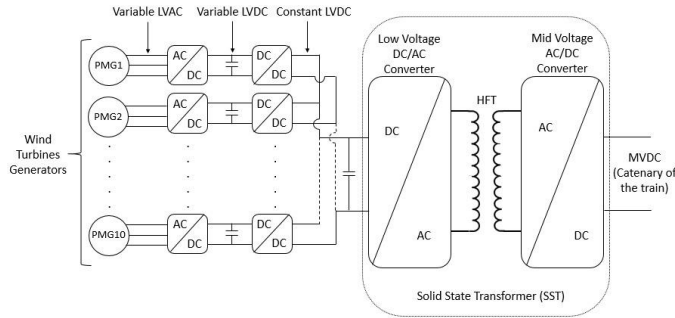 Variable LVAC
Variable LVDC
Constant LVDC
PMG1
AC
DC
DC
DC
PMG2
AC
DC
DC
DC
PMG10
AC
DC
DC
DC
Wind
Turbines
Generators
Low Voltage
DC/AC
Converter
DC
AC
HFT
Mid Voltage
AC/DC
Converter
AC
DC
MVDC
(Catenary of
the train)
Solid State Transformer (SST)